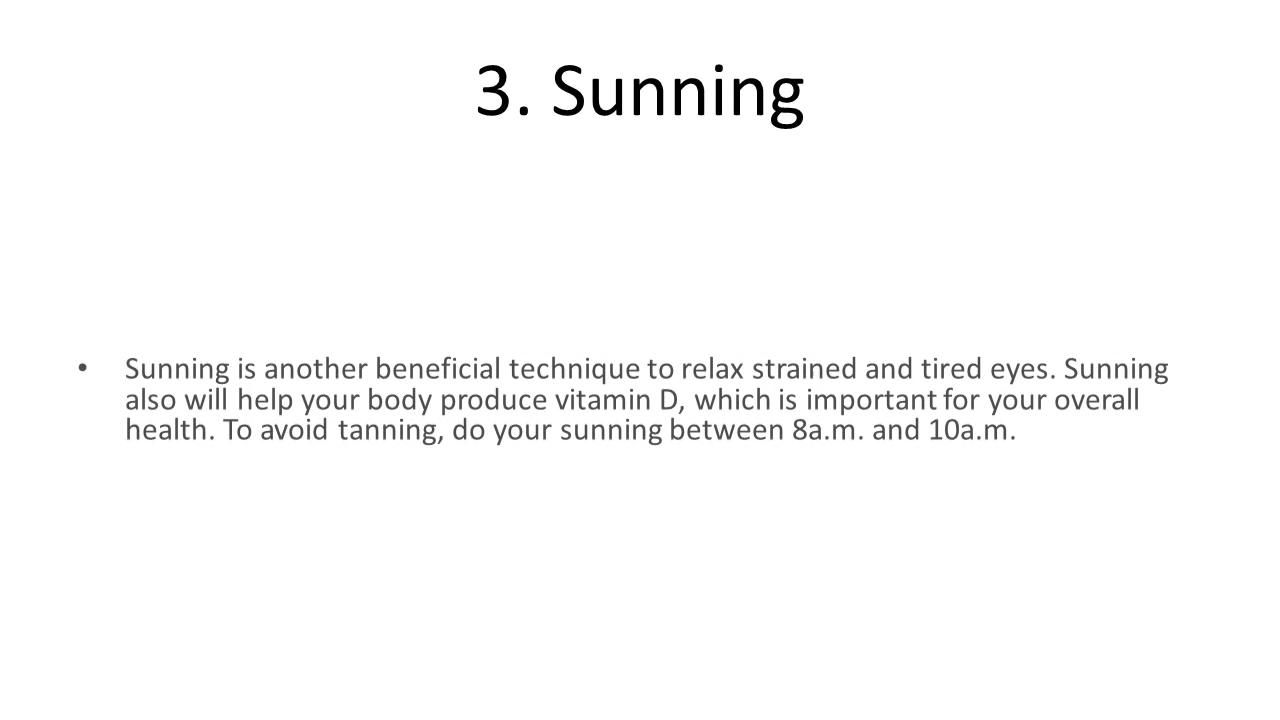 3. Sunning
• Sunning is another beneficial technique to relax strained and tired eyes. Sunning
also will help your body produce vitamin D, which is important for your overall
health. To avoid tanning, do your sunning between 8a.m. and 10a.m.